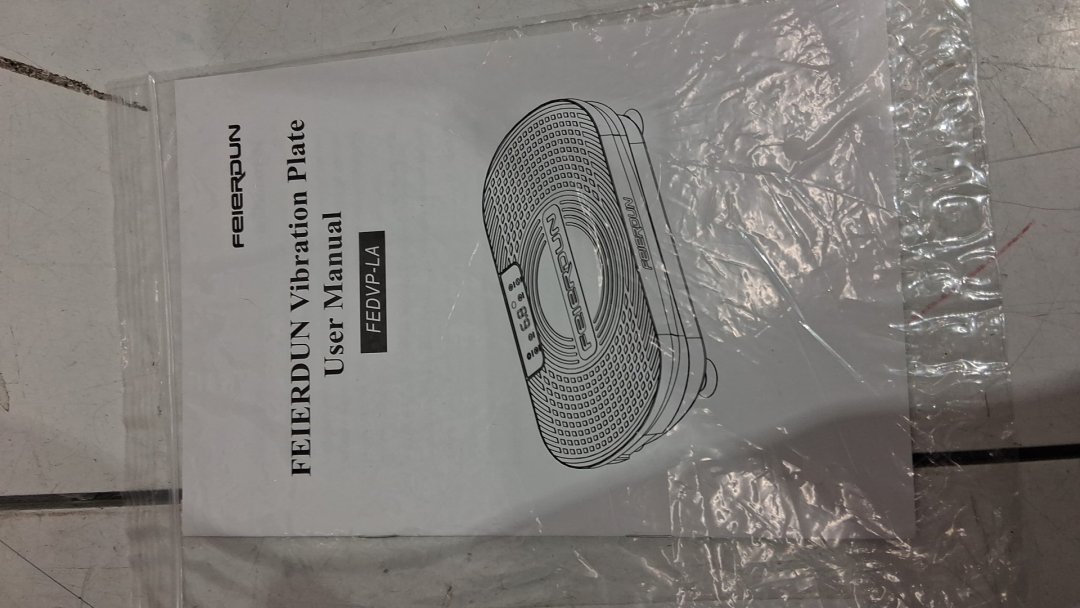 FEIERDUN
FEIERDUN Vibration Plate
User Manual
FEDVP-LA
FEIERDUN
FEIERDUN